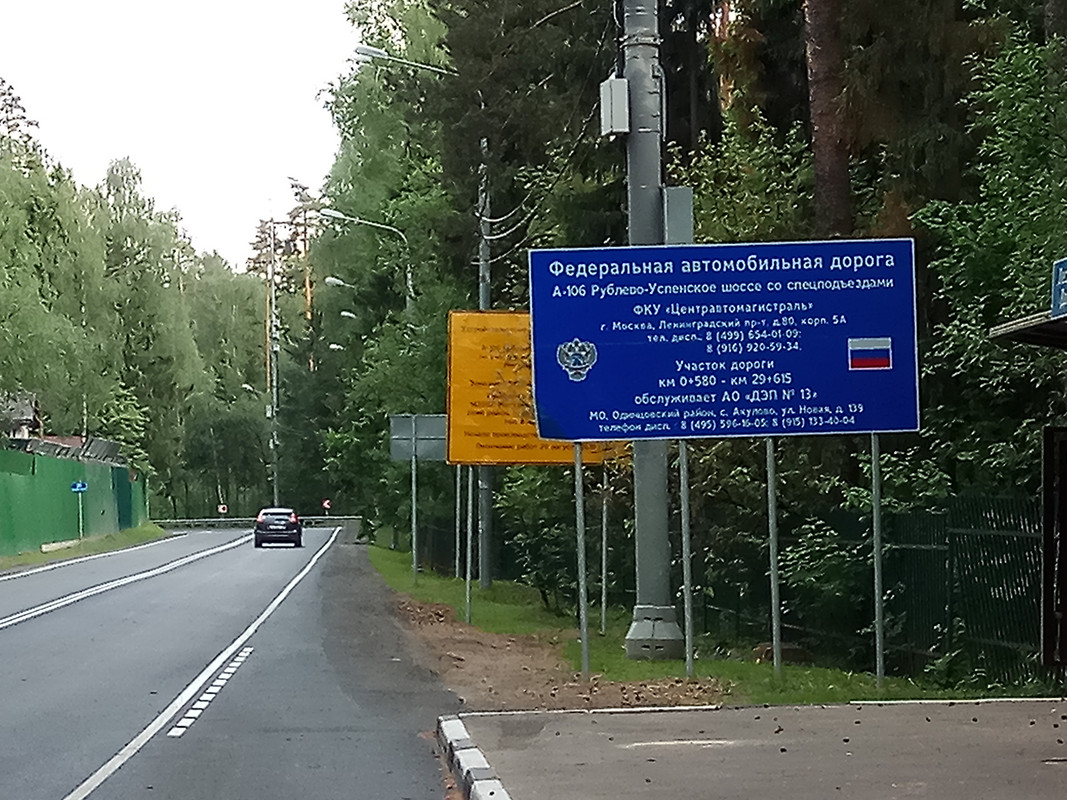 Федеральная автомобильная дорога
А-106 Рублево-Успенское шоссе со спецподъездами
ФКУ «Центравтомагистраль»
г. Москва, Ленинградский пр-т, д.80, корп. 5А
тел. дисп.: 8 (499) 654-01-09;
8 (916) 920-59-34.
Участок дороги
км 0+580 - км 29+615
обслуживает АО «ДЭП № 13»
МО, Одинцовский район, с. Акулово, ул. Новая, д. 139
телефон дисп.: 8 (495) 596-16-05; 8 (915) 133-40-04